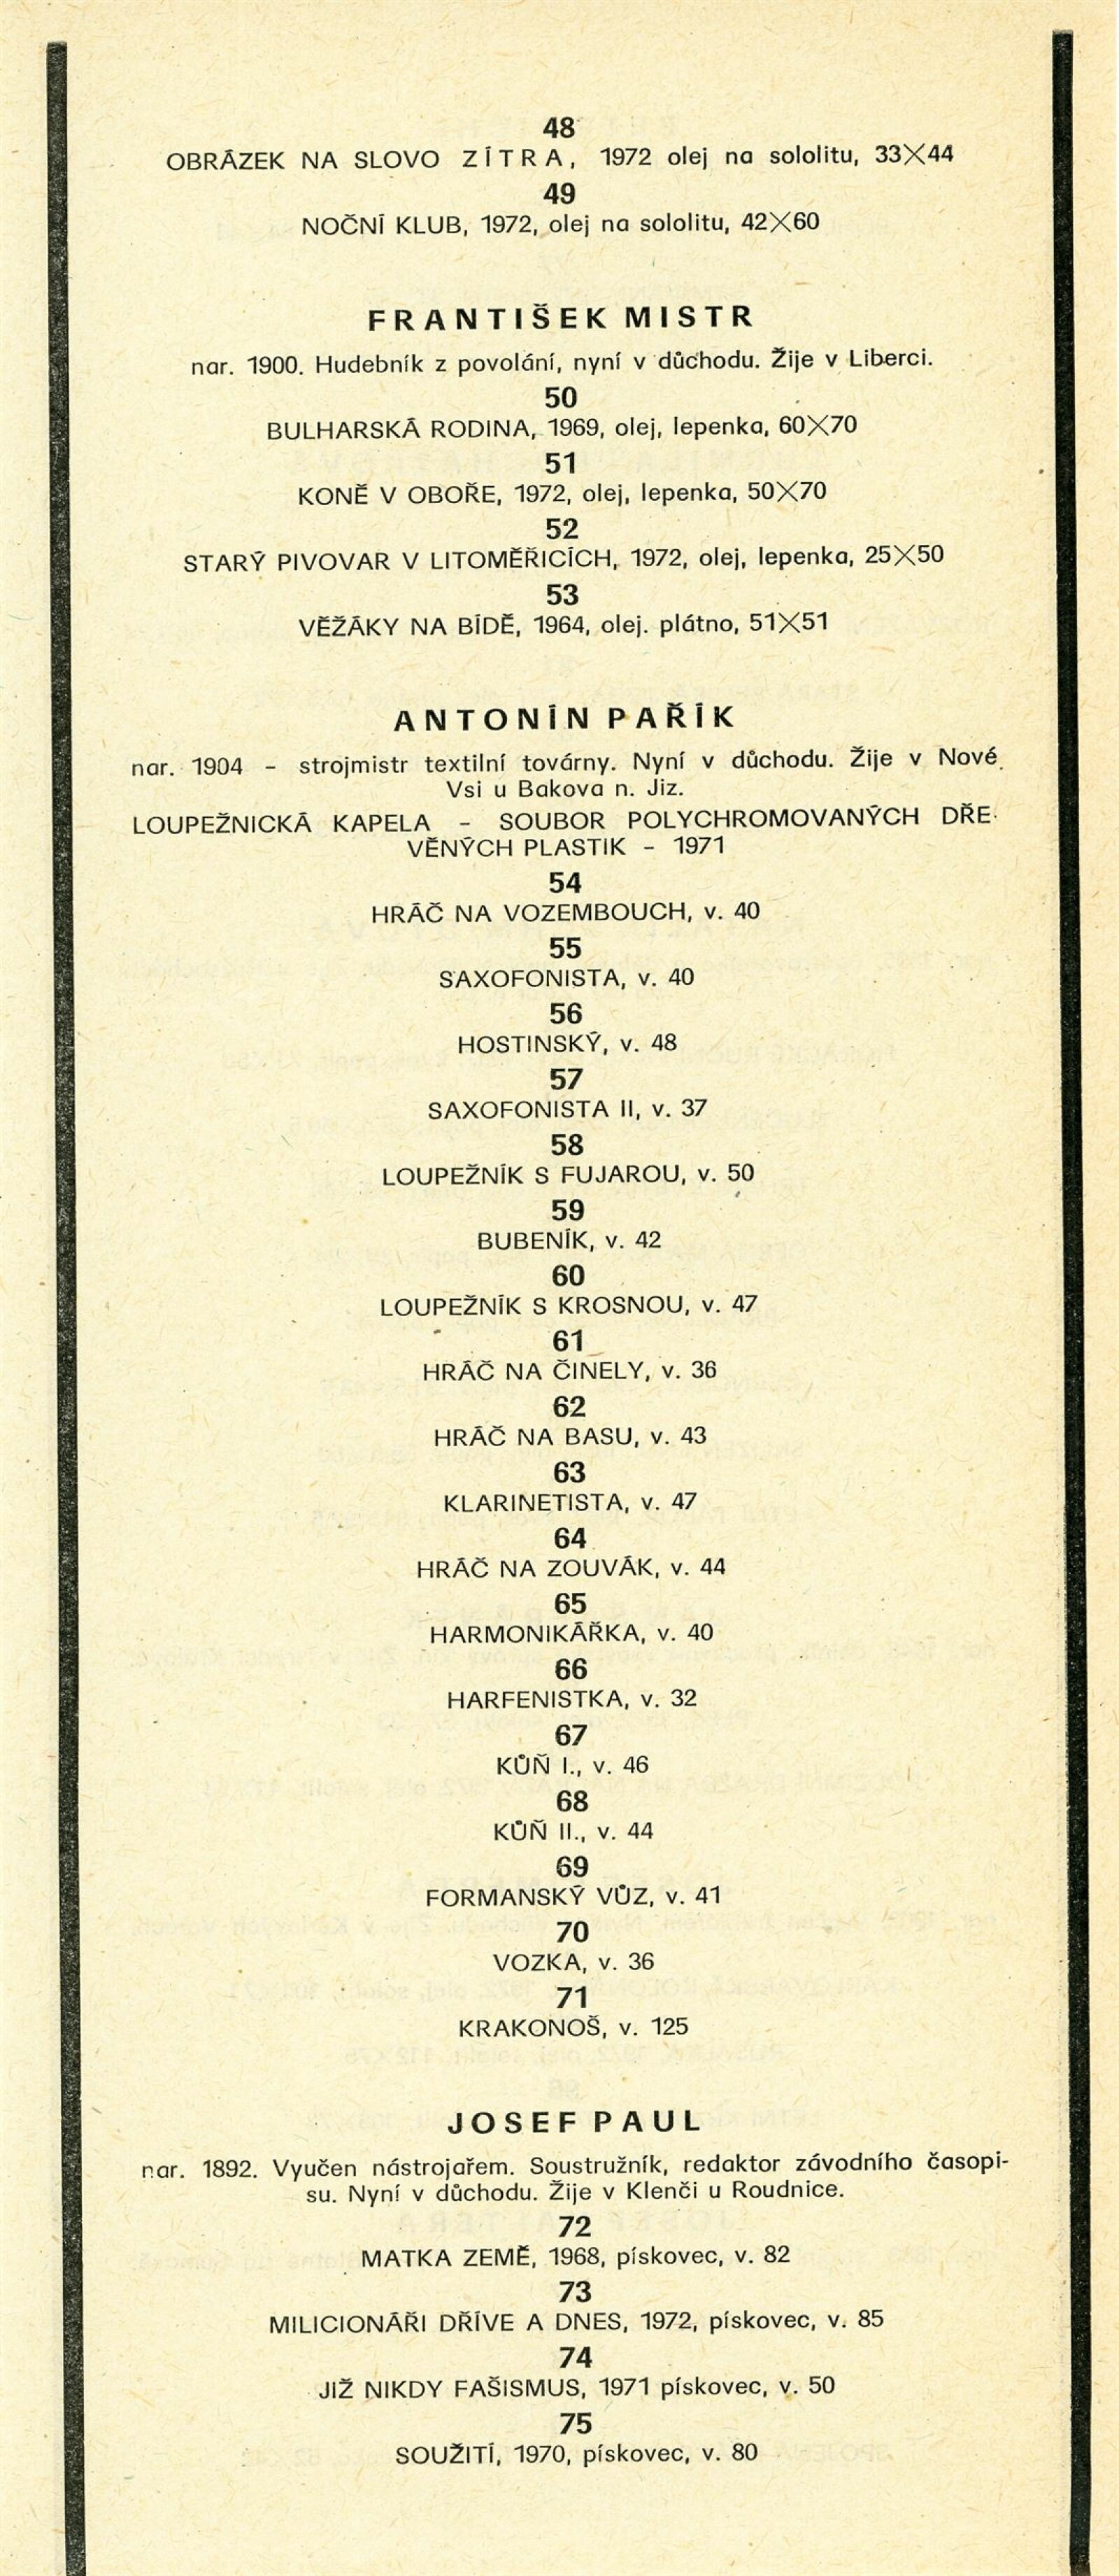 48
OBRÁZEK NA SLOVO ZÍTRA, 1972 olej na sololitu, 33×44
49
NOČNÍ KLUB, 1972, olej na sololitu, 42×60
FRANTIŠEK MISTR
nar. 1900. Hudebník z povolání, nyní v důchodu. Žije v Liberci.
50
BULHARSKÁ RODINA, 1969, olej, lepenka, 60×70
51
KONĚ V OBOŘE, 1972, olej, lepenka, 50×70
52
STARÝ PIVOVAR V LITOMĚŘICÍCH, 1972, olej, lepenka, 25×50
53
VĚŽÁKY NA BÍDĚ, 1964, olej. plátno, 51×51
ANTONÍN PAŘÍK
nar. 1904 – strojmistr textilní továrny. Nyní v důchodu. Žije v Nové
Vsi u Bakova n. Jiz.
LOUPEŽNICKÁ KAPELA – SOUBOR POLYCHROMOVANÝCH DŘE-
VĚNÝCH PLASTIK – 1971
54
HRÁČ NA VOZEMBOUCH, v. 40
55
SAXOFONISTA, v. 40
56
HOSTINSKÝ, v. 48
57
SAXOFONISTA II, v. 37
58
LOUPEŽNÍK S FUJAROU, v. 50
59
BUBENÍK, v. 42
60
LOUPEŽNÍK S KROSNOU, v. 47
61
HRÁČ NA ČINELY, v. 36
62
HRÁČ NA BASU, v. 43
63
KLARINETISTA, v. 47
64
HRÁČ NA ZOUVÁK, v. 44
65
HARMONIKÁŘKA, v. 40
66
HARFENISTKA, v. 32
67
KŮŇ I., v. 46
68
KŮŇ II., v. 44
69
FORMANSKÝ VŮZ, v. 41
70
VOZKA, v. 36
71
KRAKONOŠ, v. 125
JOSEF PAUL
nar. 1892. Vyučen nástrojařem. Soustružník, redaktor závodního časopi-
su. Nyní v důchodu. Žije v Klenči u Roudnice.
72
MATKA ZEMĚ, 1968, pískovec, v. 82
73
MILICIONÁŘI DŘÍVE A DNES, 1972, pískovec, v. 85
74
JIŽ NIKDY FAŠISMUS, 1971 pískovec, v. 50
75
SOUŽITÍ, 1970, pískovec, v. 80